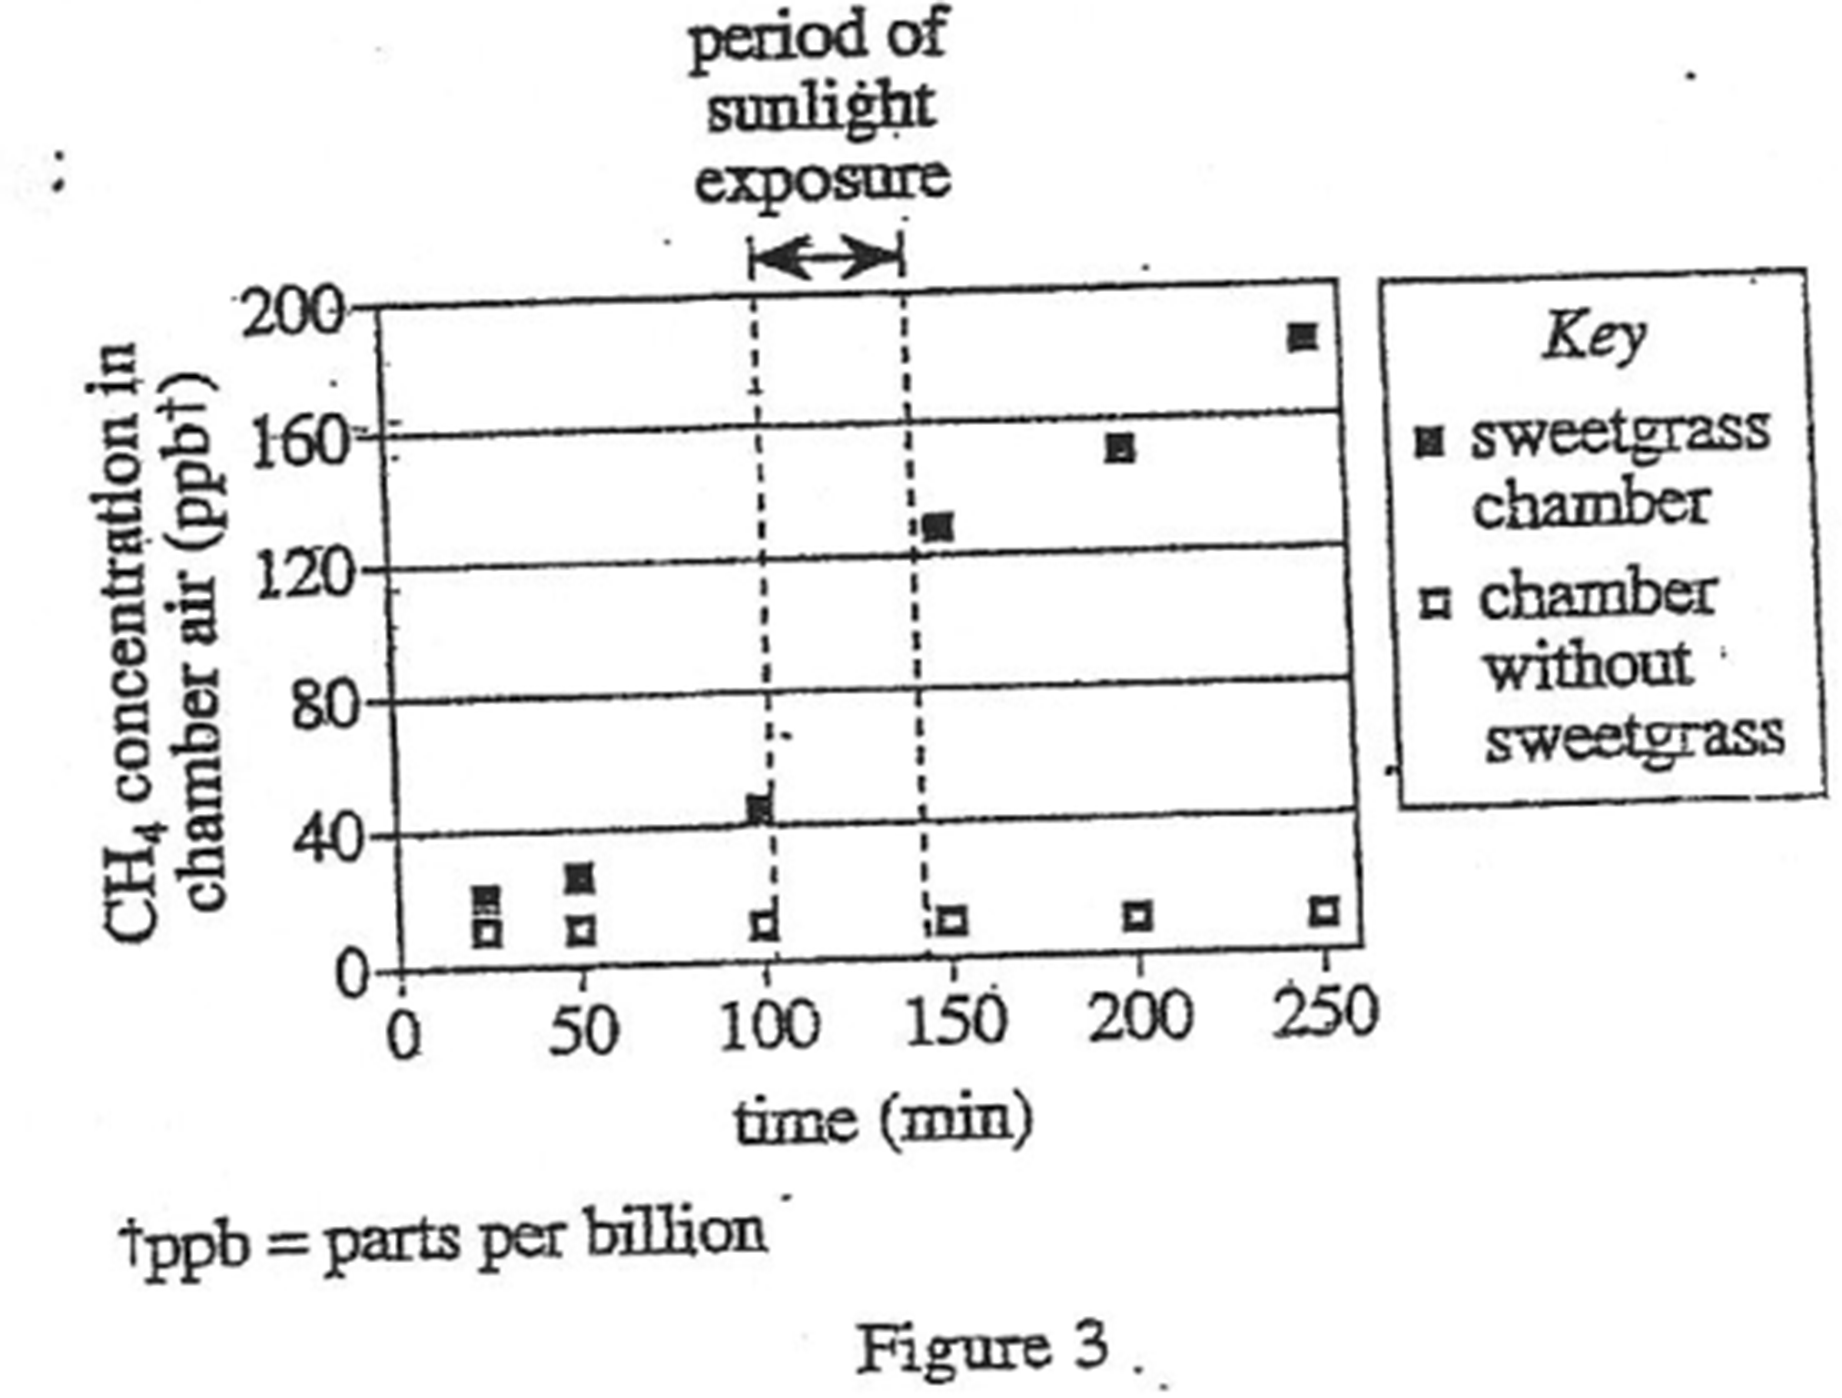 period of
sunlight
exposure
200
160
120
80
40
0
CH₄ concentration in
chamber air (ppb†)
0 50 100 150 200 250
time (min)
Key
sweetgrass
chamber
chamber
without
sweetgrass
†ppb = parts per billion
Figure 3